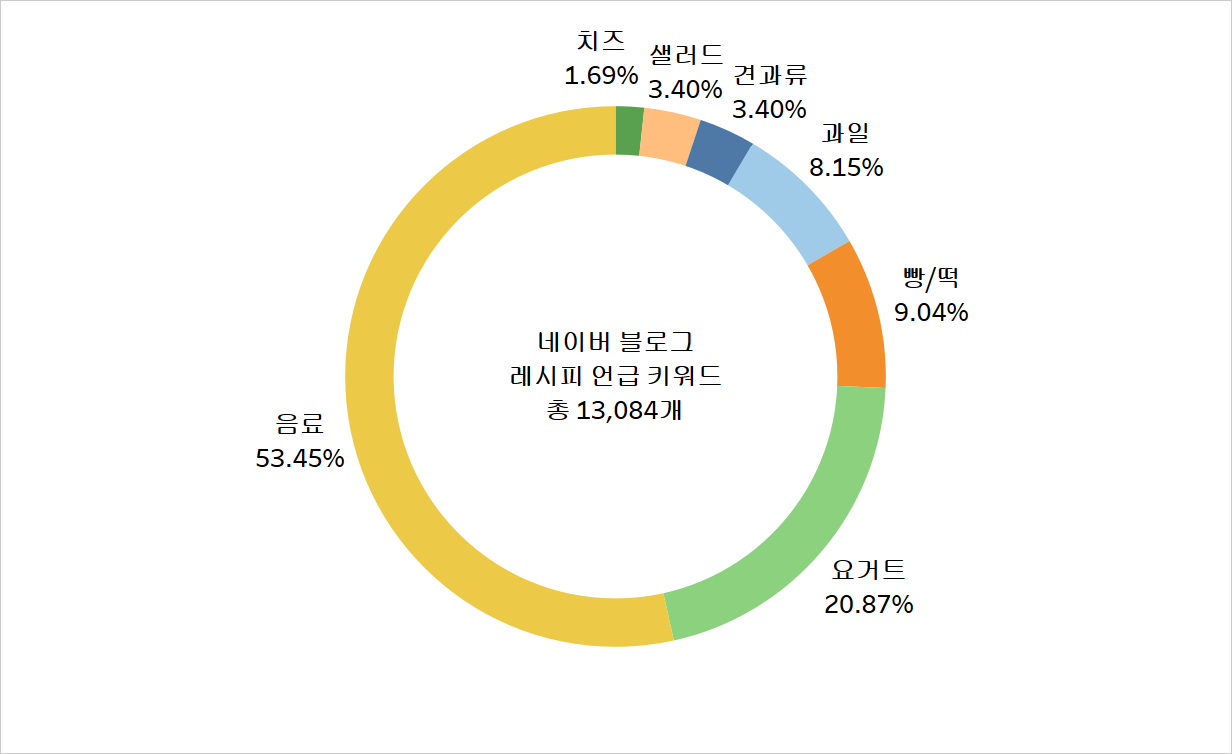 치즈
1.69%
샐러드
3.40%
견과류
3.40%
과일
8.15%
빵/떡
9.04%
네이버 블로그
레시피 언급 키워드
총 13,084개
음료
53.45%
요거트
20.87%